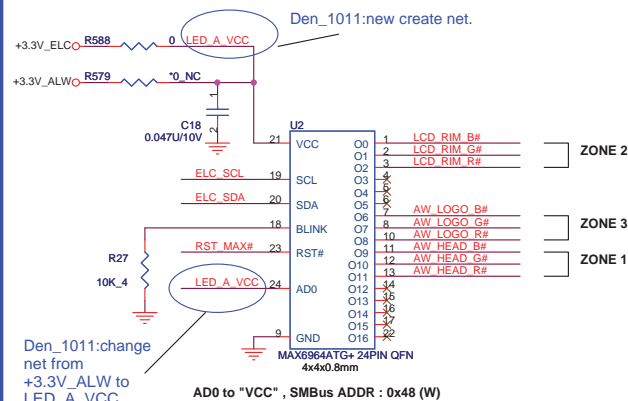 Den_1011:new create net.
+3.3V_ELC R588 0 LED_A_VCC
+3.3V_ALW R579 *0_NC
1
C18 2
0.047U/10V
U2
21 VCC O0 1 LCD_RIM_B#
O1 2 LCD_RIM_G#
O2 3 LCD_RIM_R#
ZONE 2
ELC_SCL 19 SCL O3 4
O4 5
ELC_SDA 20 SDA O5 6
O6 7 AW_LOGO_B#
18 BLINK O7 8 AW_LOGO_G#
O8 10 AW_LOGO_R#
ZONE 3
RST_MAX# 23 RST# O9 11 AW_HEAD_B#
O10 12 AW_HEAD_G#
O11 13 AW_HEAD_R#
ZONE 1
R27
10K_4
LED_A_VCC 24 AD0 O12 14
O13 15
O14 16
O15 17
9 GND O16 22
MAX6964ATG+ 24PIN QFN
4x4x0.8mm
Den_1011:change
net from
+3.3V_ALW to
LED_A_VCC
AD0 to "VCC" , SMBus ADDR : 0x48 (W)